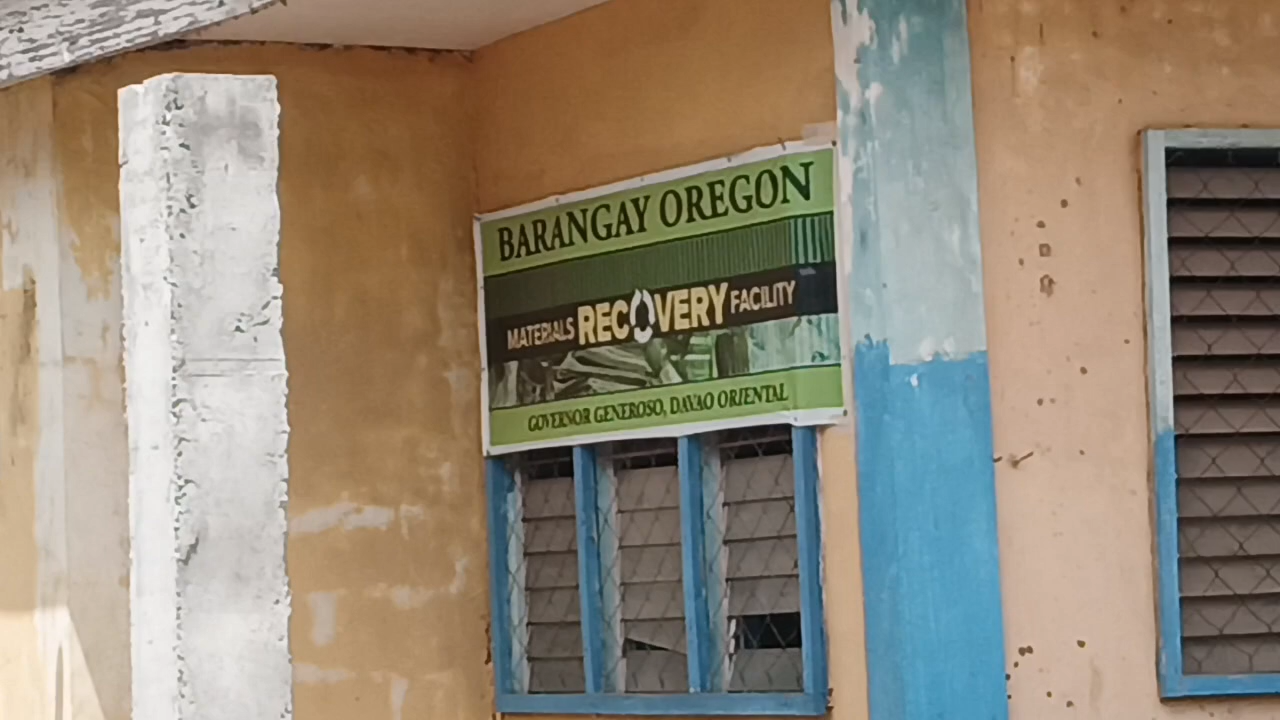 BARANGAY OREGON
MATERIALS RECOVERY FACILITY
GOVERNOR GENEROSO, DAVAO ORIENTAL